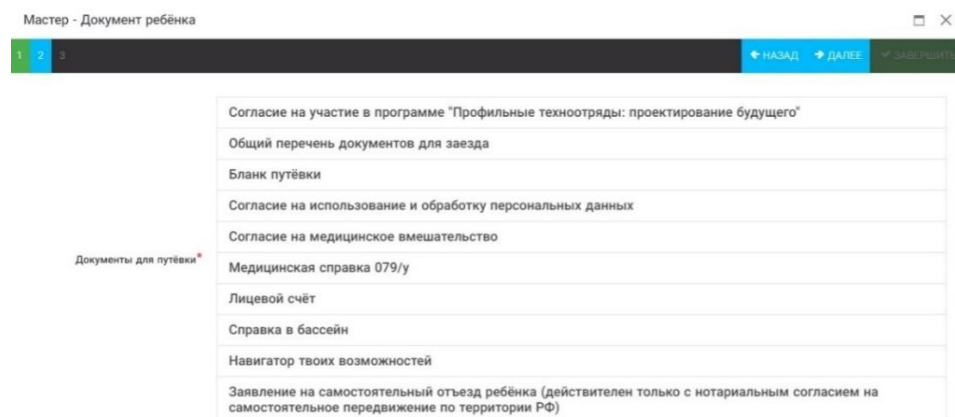 Мастер - Документ ребёнка
1 2 3 НАЗАД ДАЛЕЕ ЗАВЕРШИТЬ
Согласие на участие в программе "Профильные техноотряды: проектирование будущего"
Общий перечень документов для заезда
Бланк путёвки
Согласие на использование и обработку персональных данных
Согласие на медицинское вмешательство
Документы для путёвки*
Медицинская справка 079/у
Лицевой счёт
Справка в бассейн
Навигатор твоих возможностей
Заявление на самостоятельный отъезд ребёнка (действителен только с нотариальным согласием на
самостоятельное передвижение по территории РФ)